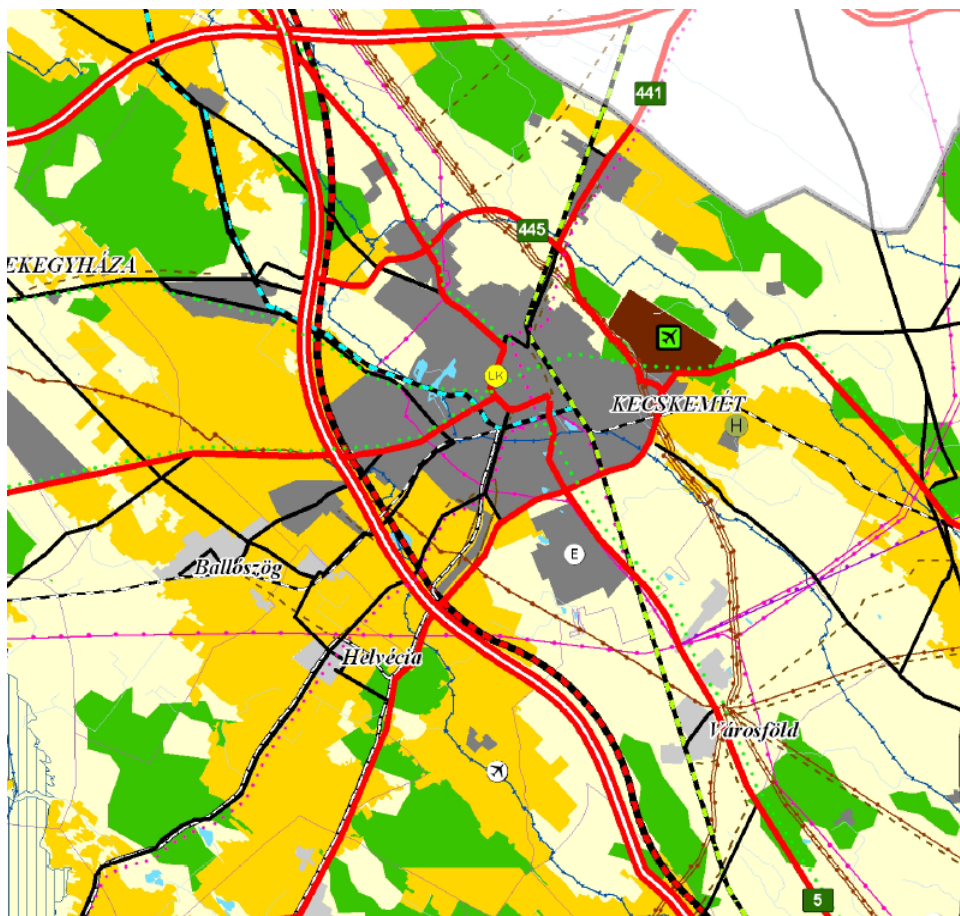 441
445
EKEGYHÁZA
LK
KECSKEMÉT
H
E
Ballószög
Helvécia
Városföld
5